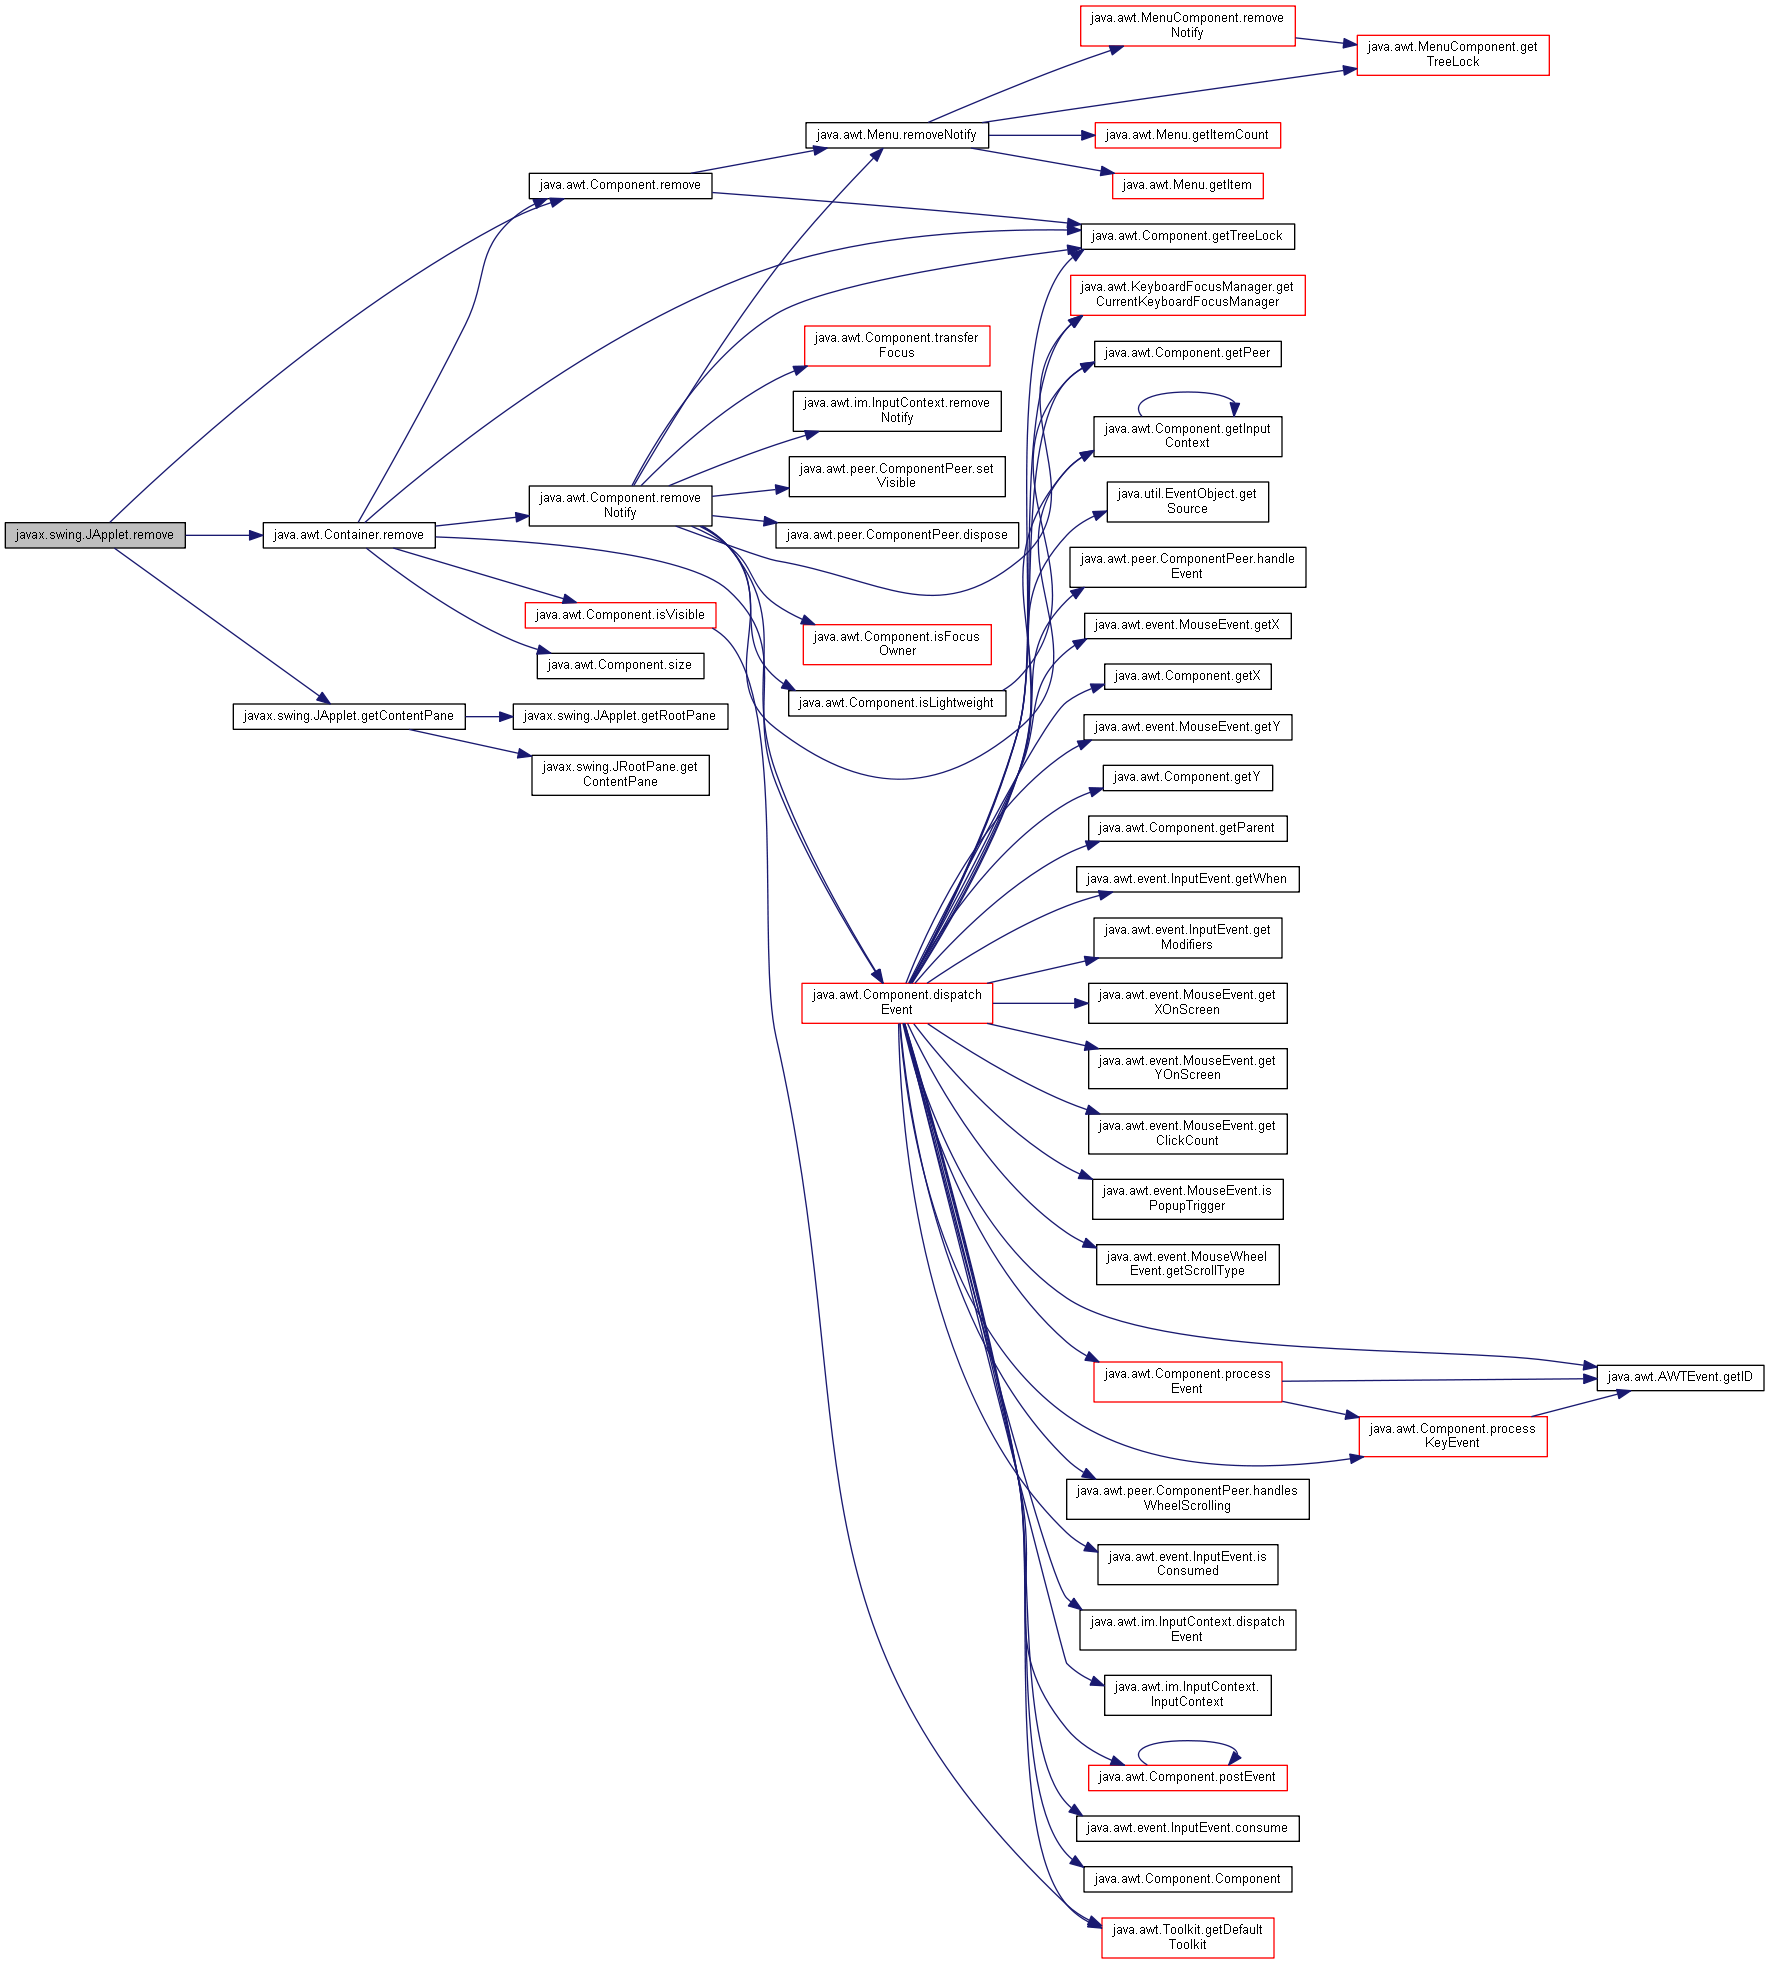 javax.swing.JApplet.remove
java.awt.Container.remove
javax.swing.JApplet.getContentPane
java.awt.Component.remove
java.awt.Component.remove
Notify
java.awt.Component.isVisible
java.awt.Component.size
javax.swing.JApplet.getRootPane
javax.swing.JRootPane.get
ContentPane
java.awt.Menu.removeNotify
java.awt.Component.transfer
Focus
java.awt.im.InputContext.remove
Notify
java.awt.peer.ComponentPeer.set
Visible
java.awt.peer.ComponentPeer.dispose
java.awt.Component.isFocus
Owner
java.awt.Component.isLightweight
java.awt.Component.dispatch
Event
java.awt.MenuComponent.remove
Notify
java.awt.MenuComponent.get
TreeLock
java.awt.Menu.getItemCount
java.awt.Menu.getItem
java.awt.Component.getTreeLock
java.awt.KeyboardFocusManager.get
CurrentKeyboardFocusManager
java.awt.Component.getPeer
java.awt.Component.getInput
Context
java.util.EventObject.get
Source
java.awt.peer.ComponentPeer.handle
Event
java.awt.event.MouseEvent.getX
java.awt.Component.getX
java.awt.event.MouseEvent.getY
java.awt.Component.getY
java.awt.Component.getParent
java.awt.event.InputEvent.getWhen
java.awt.event.InputEvent.get
Modifiers
java.awt.event.MouseEvent.get
XOnScreen
java.awt.event.MouseEvent.get
YOnScreen
java.awt.event.MouseEvent.get
ClickCount
java.awt.event.MouseEvent.is
PopupTrigger
java.awt.event.MouseWheel
Event.getScrollType
java.awt.Component.process
Event
java.awt.AWTEvent.getID
java.awt.Component.process
KeyEvent
java.awt.peer.ComponentPeer.handles
WheelScrolling
java.awt.event.InputEvent.is
Consumed
java.awt.im.InputContext.dispatch
Event
java.awt.im.InputContext.
InputContext
java.awt.Component.postEvent
java.awt.event.InputEvent.consume
java.awt.Component.Component
java.awt.Toolkit.getDefault
Toolkit